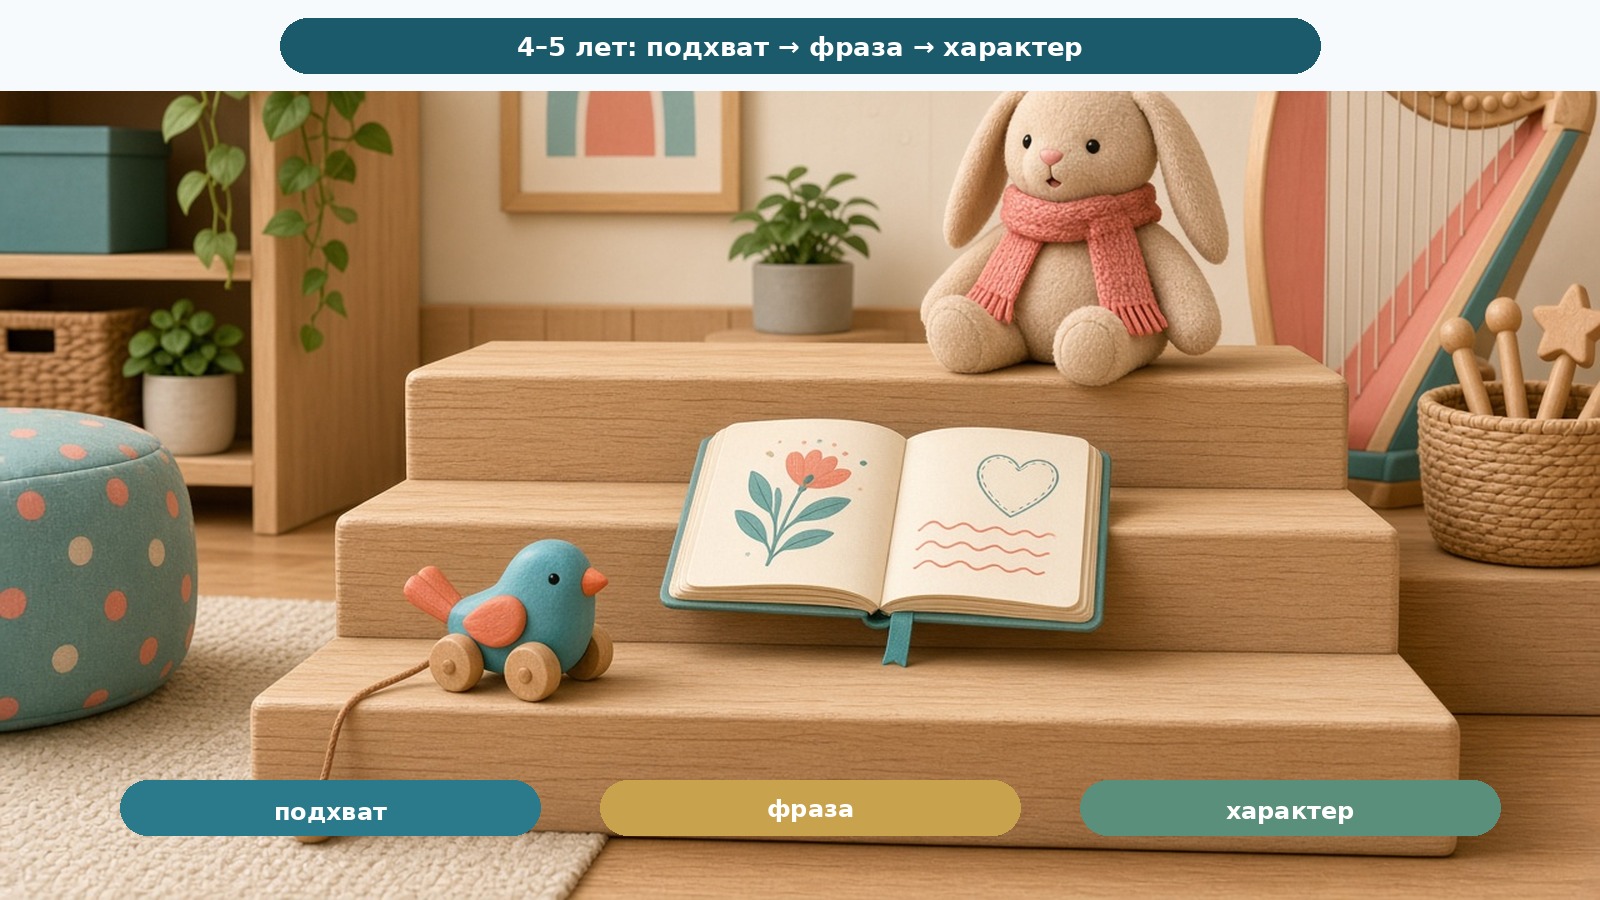 4–5 лет: подхват → фраза → характер
подхват
фраза
характер